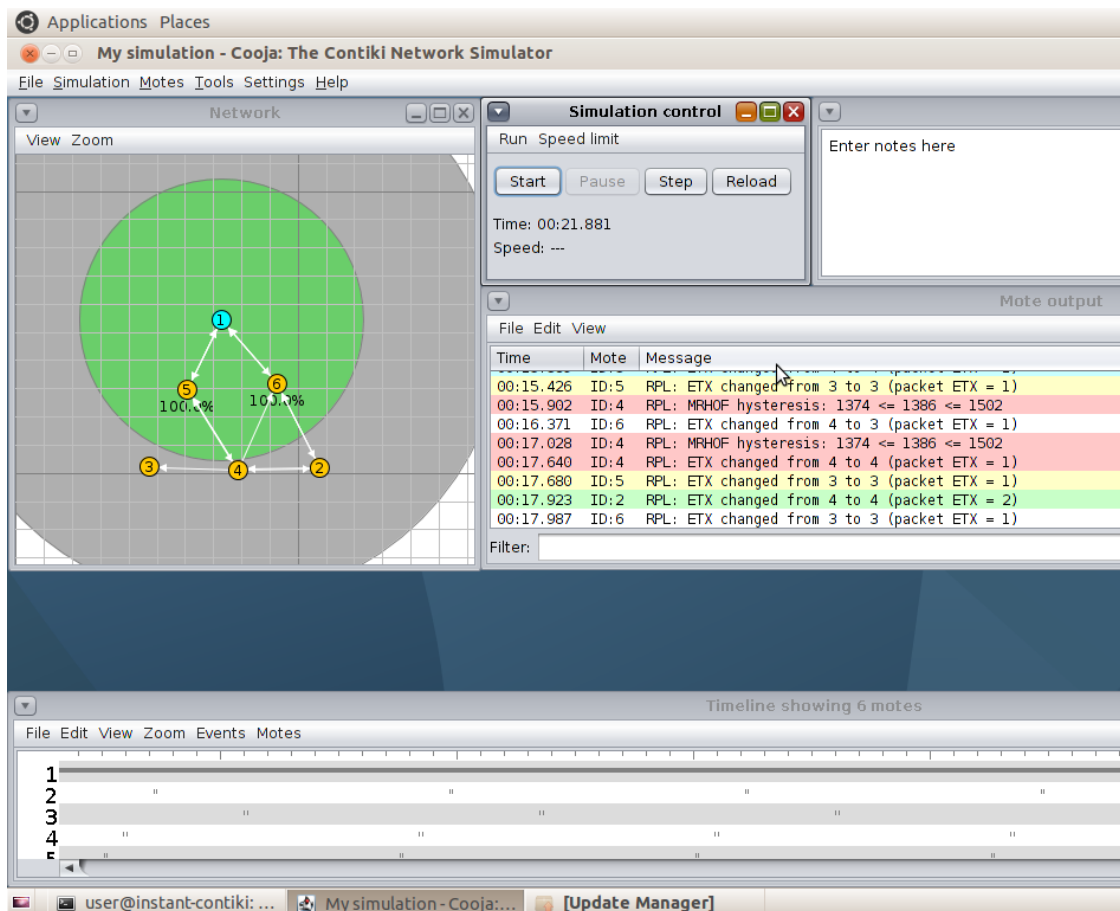 Applications Places
My simulation - Cooja: The Contiki Network Simulator
File Simulation Motes Tools Settings Help
Network
View Zoom
1
5
6
100.0%
100.0%
3
4
2
Simulation control
Run Speed limit
Start Pause Step Reload
Time: 00:21.881
Speed: ---
Enter notes here
Mote output
File Edit View
Time Mote Message
00:15.426 ID:5 RPL: ETX changed from 3 to 3 (packet ETX = 1)
00:15.902 ID:4 RPL: MRHOF hysteresis: 1374 <= 1386 <= 1502
00:16.371 ID:6 RPL: ETX changed from 4 to 3 (packet ETX = 1)
00:17.028 ID:4 RPL: MRHOF hysteresis: 1374 <= 1386 <= 1502
00:17.640 ID:4 RPL: ETX changed from 4 to 4 (packet ETX = 1)
00:17.680 ID:5 RPL: ETX changed from 3 to 3 (packet ETX = 1)
00:17.923 ID:2 RPL: ETX changed from 4 to 4 (packet ETX = 2)
00:17.987 ID:6 RPL: ETX changed from 3 to 3 (packet ETX = 1)
Filter:
Timeline showing 6 motes
File Edit View Zoom Events Motes
1
2
3
4
5
user@instant-contiki: ... My simulation - Cooja:... [Update Manager]